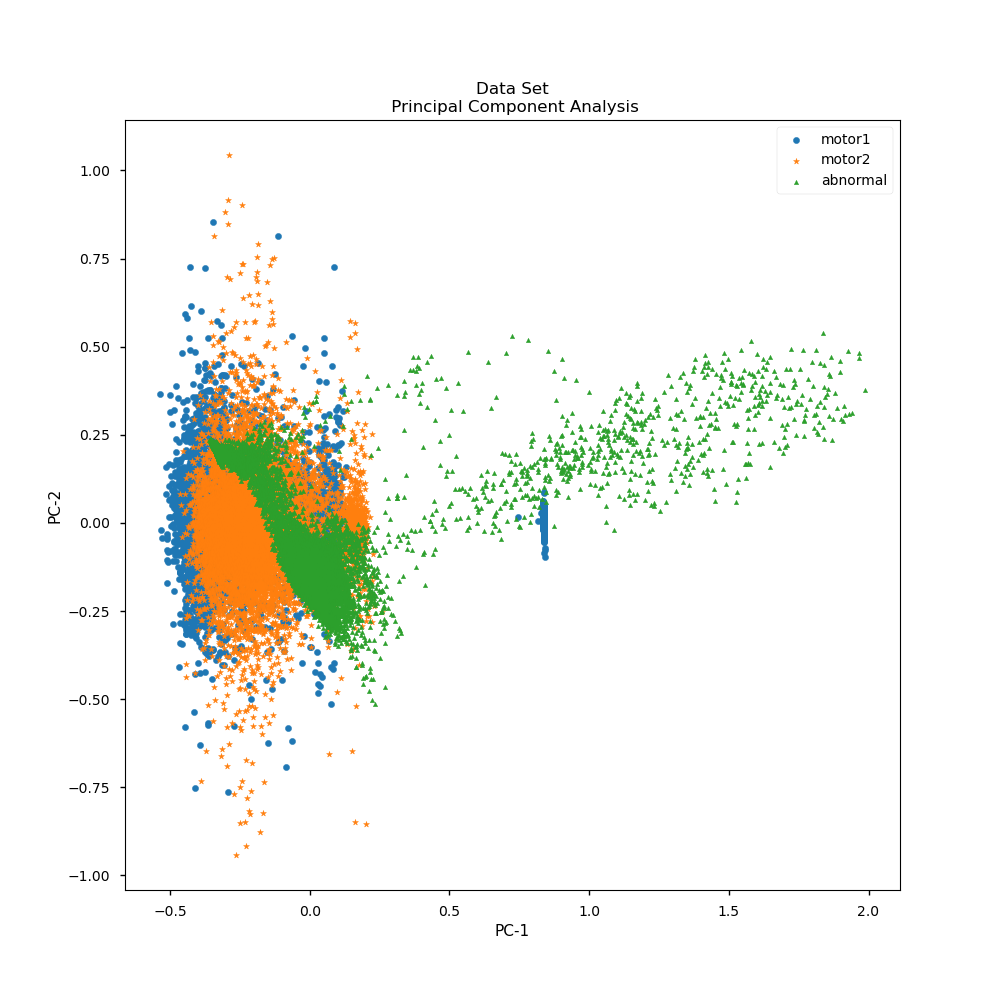 Data Set
Principal Component Analysis
motor1
motor2
abnormal
1.00
0.75
0.50
0.25
0.00
−0.25
−0.50
−0.75
−1.00
PC-2
−0.5
0.0
0.5
1.0
1.5
2.0
PC-1